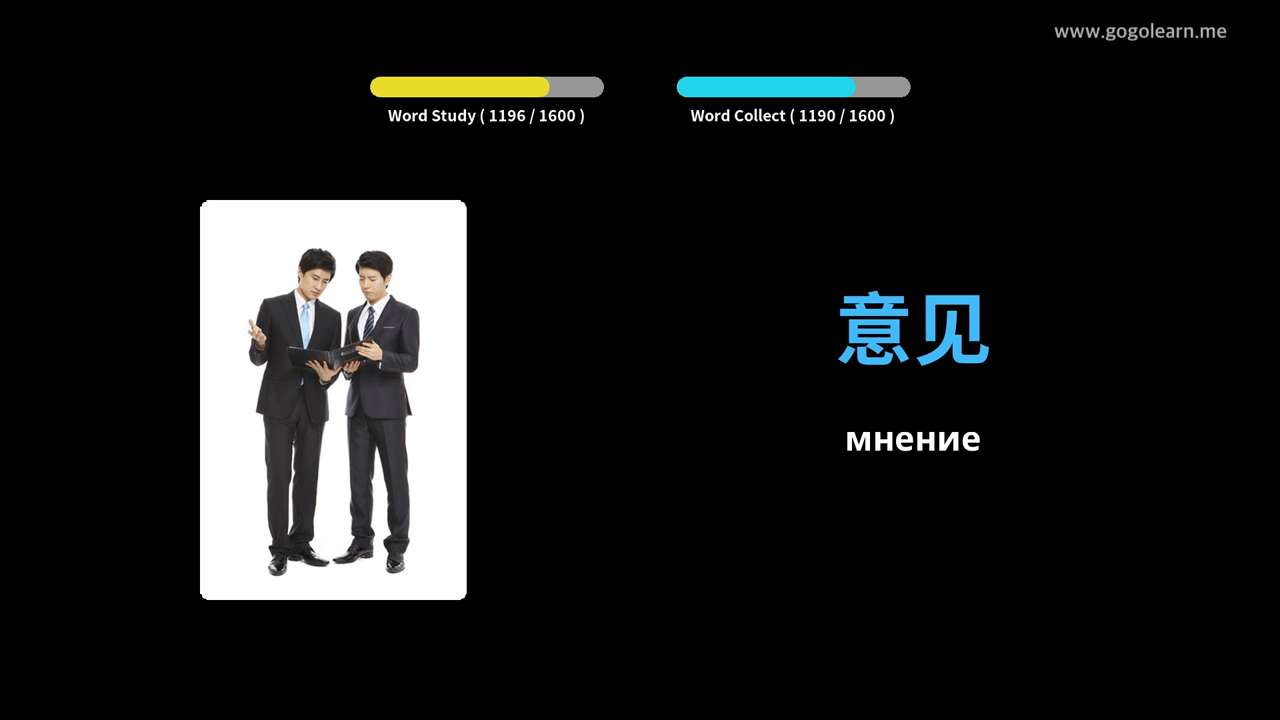 www.gogolearn.me
Word Study ( 1196 / 1600 )
Word Collect ( 1190 / 1600 )
意见
мнение